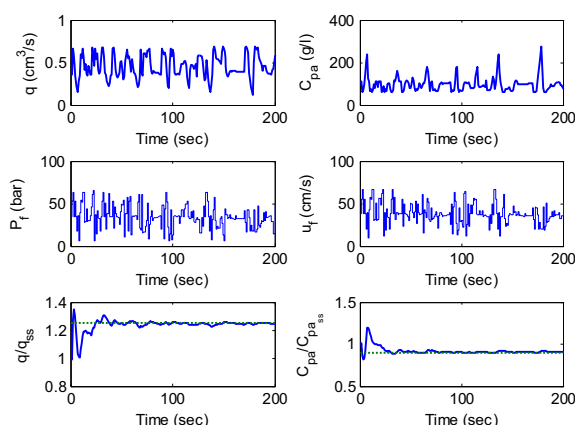 1
0.5
0
0 100 200
q (cm³/s)
Time (sec)
400
200
0
0 100 200
C_pa (g/l)
Time (sec)
100
50
0
0 100 200
P_f (bar)
Time (sec)
100
50
0
0 100 200
u_f (cm/s)
Time (sec)
1.4
1.2
1
0 100 200
q/q_ss
Time (sec)
1.5
1
0.5
0 100 200
C_pa/C_pa_ss
Time (sec)